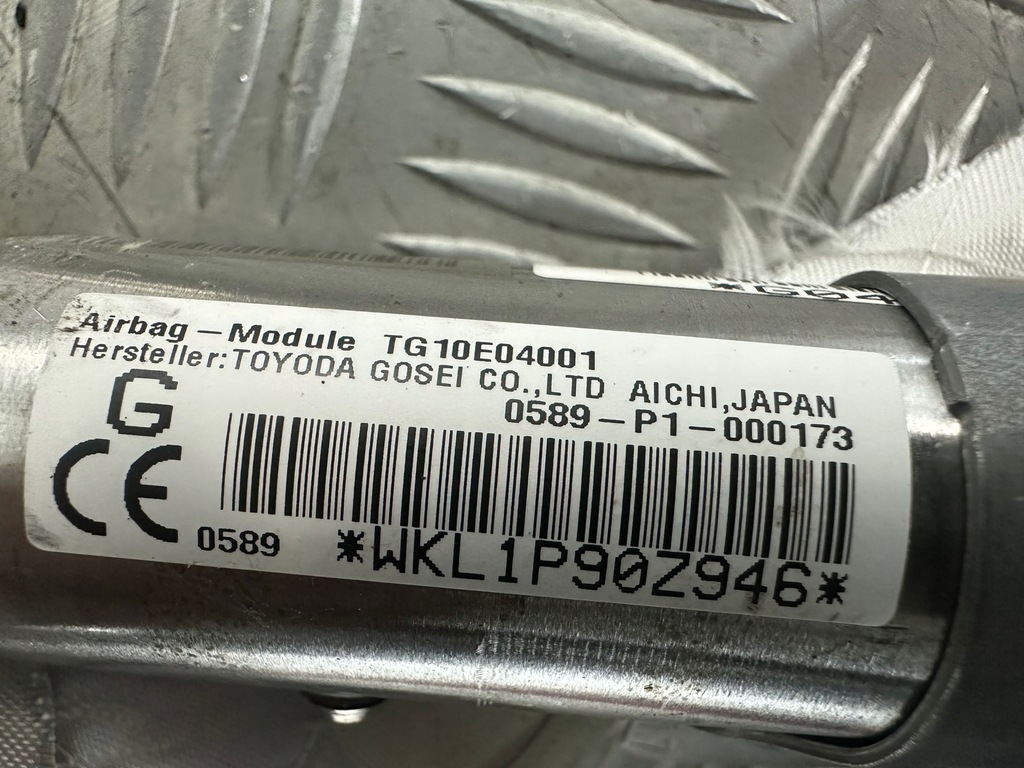 Airbag-Module TG10E04001
Hersteller:TOYODA GOSEI CO.,LTD AICHI,JAPAN
G
0589-P1-000173
CE
0589
*WKL1P90Z946*